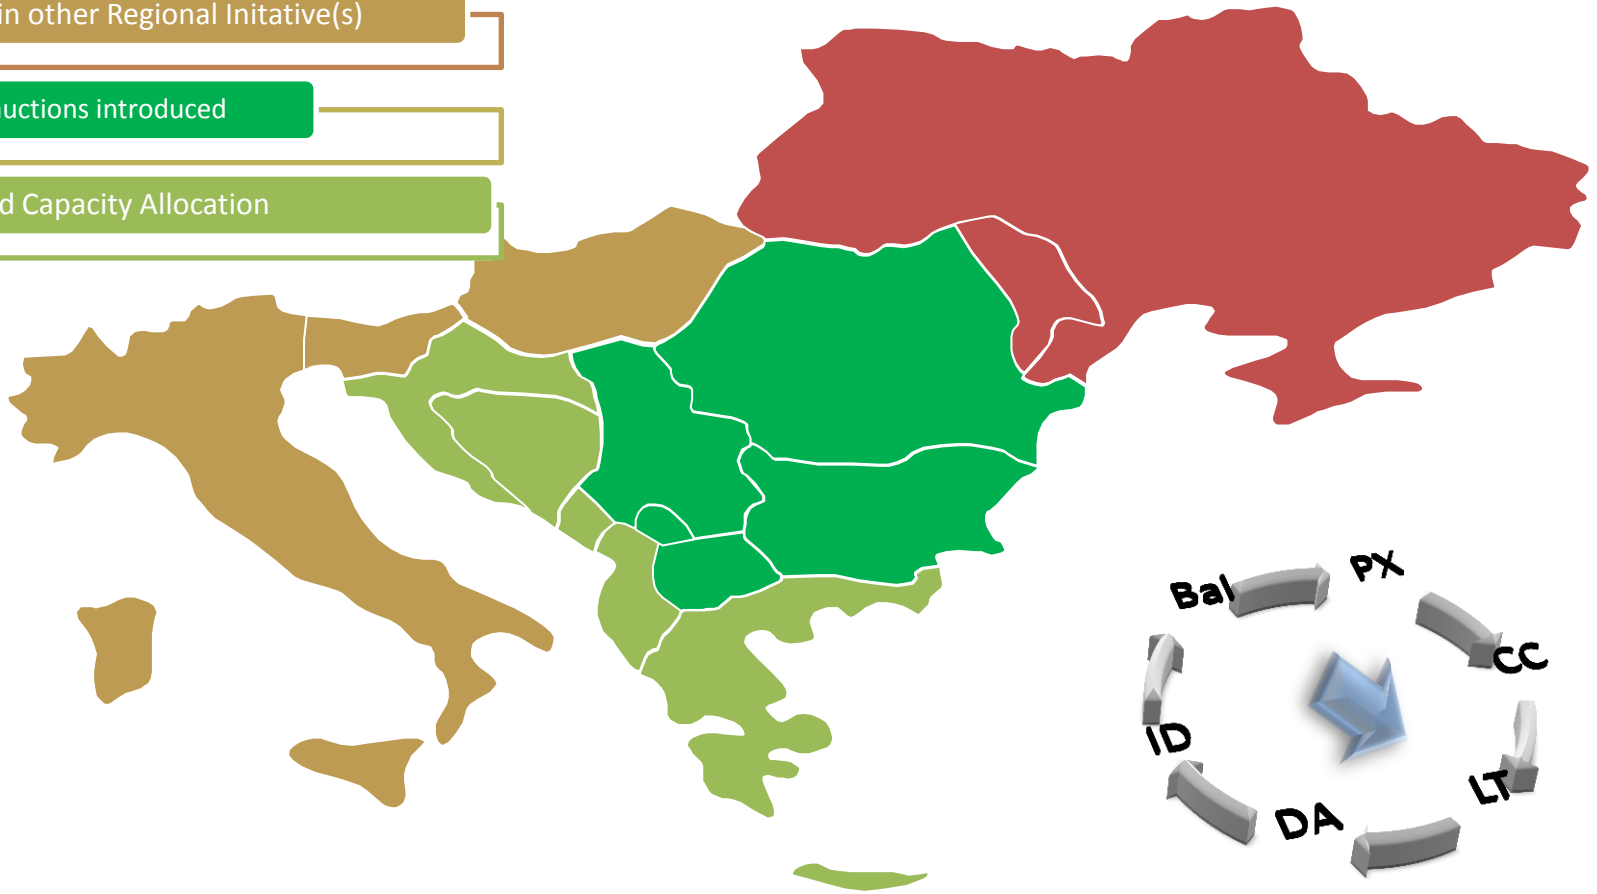 in other Regional Initative(s)
uctions introduced
d Capacity Allocation
PX
Bal
CC
ID
LT
DA